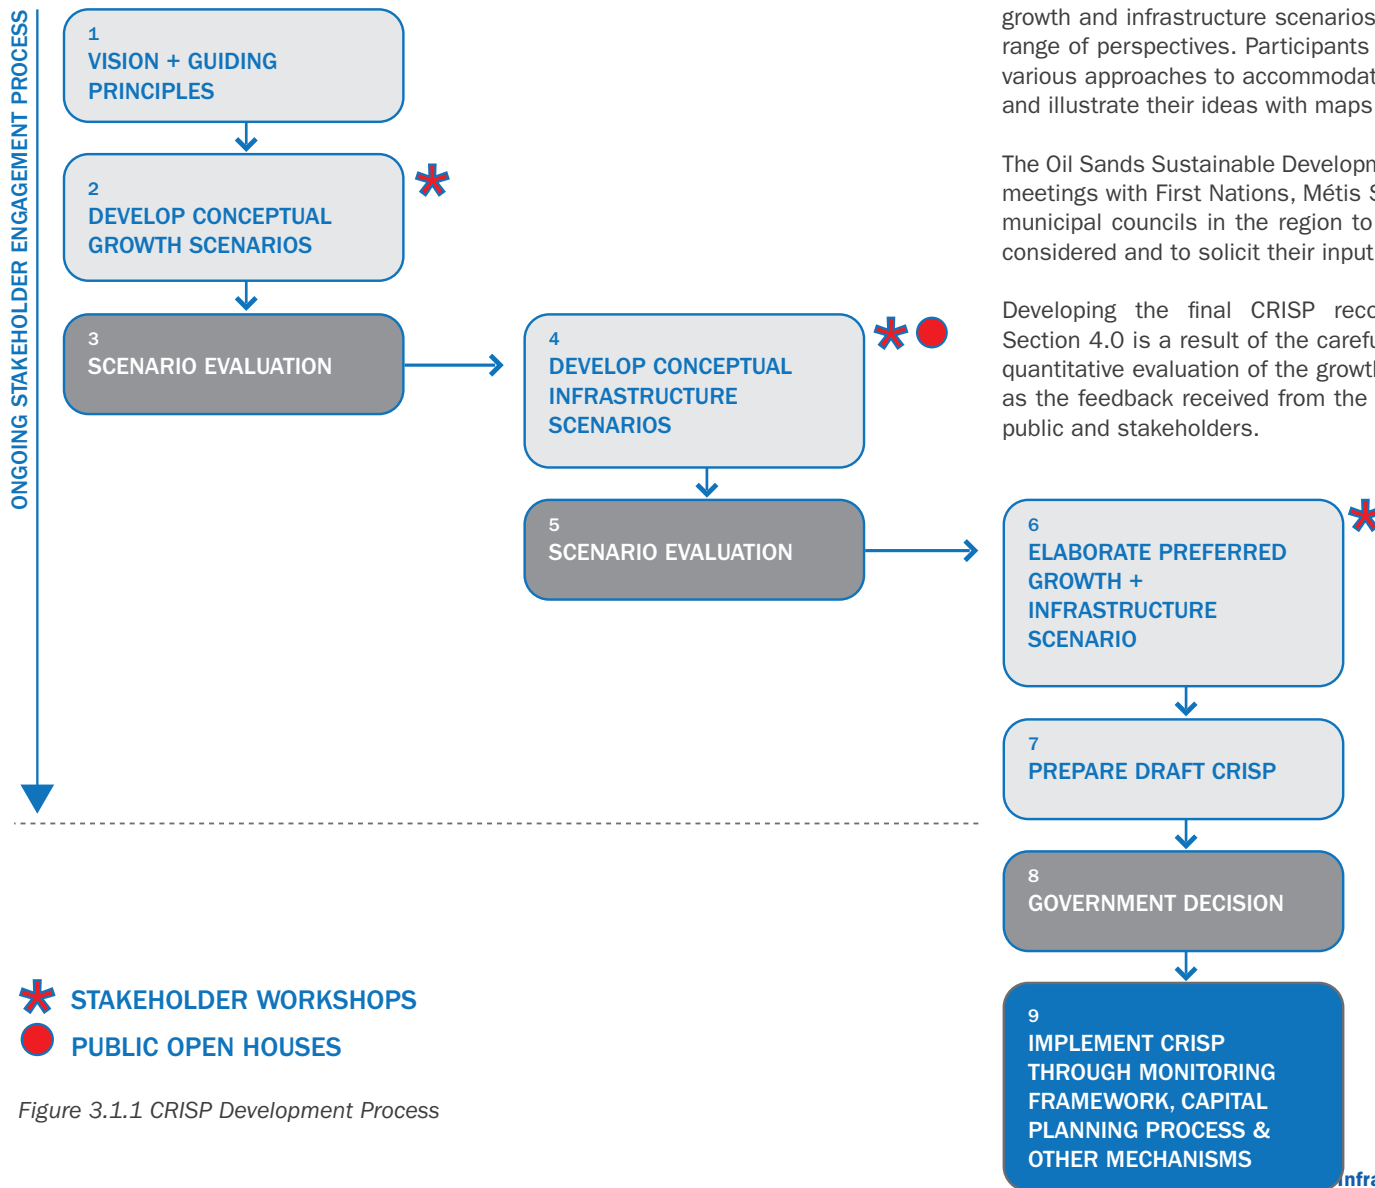 ONGOING STAKEHOLDER ENGAGEMENT PROCESS
1
VISION + GUIDING
PRINCIPLES
2
DEVELOP CONCEPTUAL
GROWTH SCENARIOS
3
SCENARIO EVALUATION
4
DEVELOP CONCEPTUAL
INFRASTRUCTURE
SCENARIOS
5
SCENARIO EVALUATION
growth and infrastructure scenarios
range of perspectives. Participants
various approaches to
and illustrate their ideas with maps
The Oil Sands Sustainable
meetings with First Nations, Métis
municipal councils in the region to
considered and to solicit their input
Developing the final CRISP
Section 4.0 is a result of the
quantitative evaluation of the
as the feedback received from the
public and stakeholders.
6
ELABORATE PREFERRED
GROWTH +
INFRASTRUCTURE
SCENARIO
7
PREPARE DRAFT CRISP
8
GOVERNMENT DECISION
9
IMPLEMENT CRISP
THROUGH MONITORING
FRAMEWORK, CAPITAL
PLANNING PROCESS &
OTHER MECHANISMS
STAKEHOLDER WORKSHOPS
PUBLIC OPEN HOUSES
Figure 3.1.1 CRISP Development Process